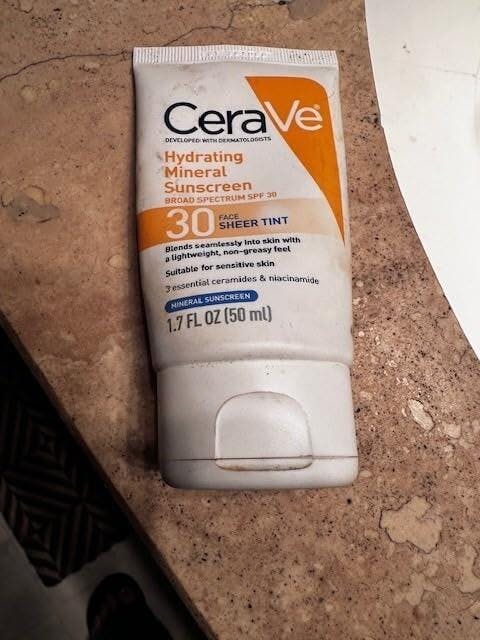 CeraVe®
DEVELOPED WITH DERMATOLOGISTS
Hydrating
Mineral
Sunscreen
BROAD SPECTRUM SPF 30
30 FACE
SHEER TINT
Blends seamlessly into skin with
a lightweight, non-greasy feel
Suitable for sensitive skin
3 essential ceramides & niacinamide
MINERAL SUNSCREEN
1.7 FL OZ (50 ml)